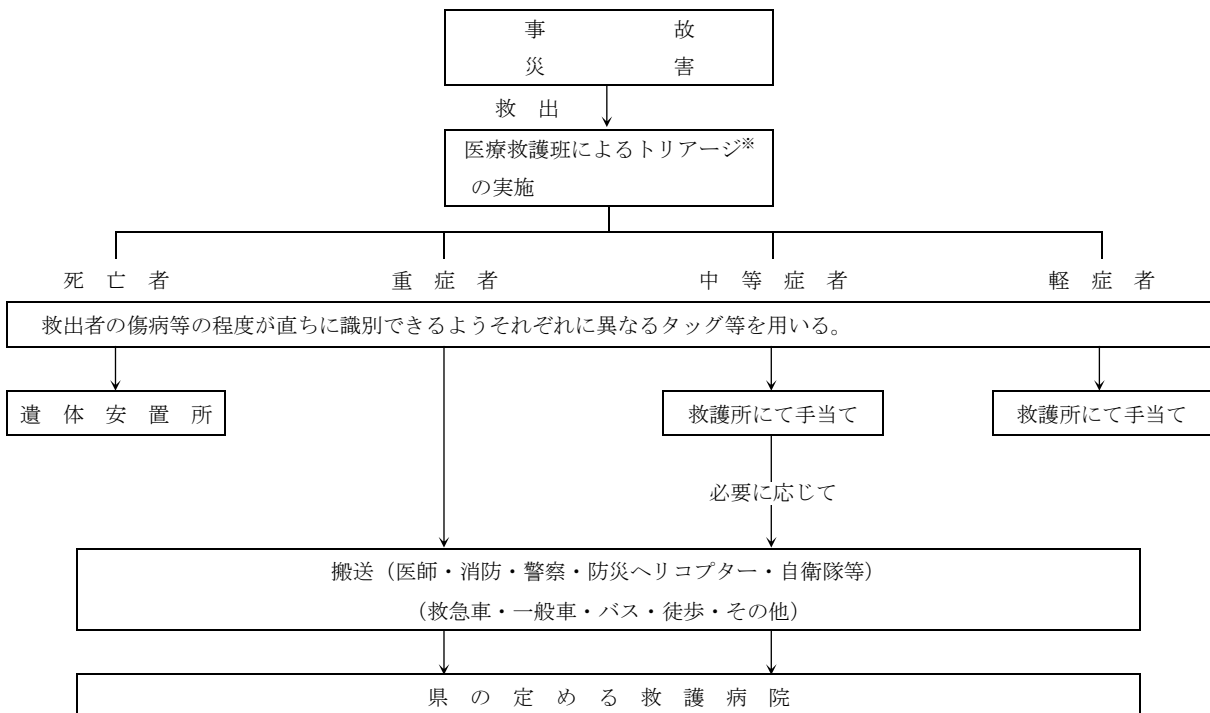 事故
災害
救出
医療救護班によるトリアージ※
の実施
死亡者 重症者 中等症者 軽症者
救出者の傷病等の程度が直ちに識別できるようそれぞれに異なるタッグ等を用いる。
遺体安置所 救護所にて手当て 救護所にて手当て
必要に応じて
搬送（医師・消防・警察・防災ヘリコプター・自衛隊等）
（救急車・一般車・バス・徒歩・その他）
県の定める救護病院